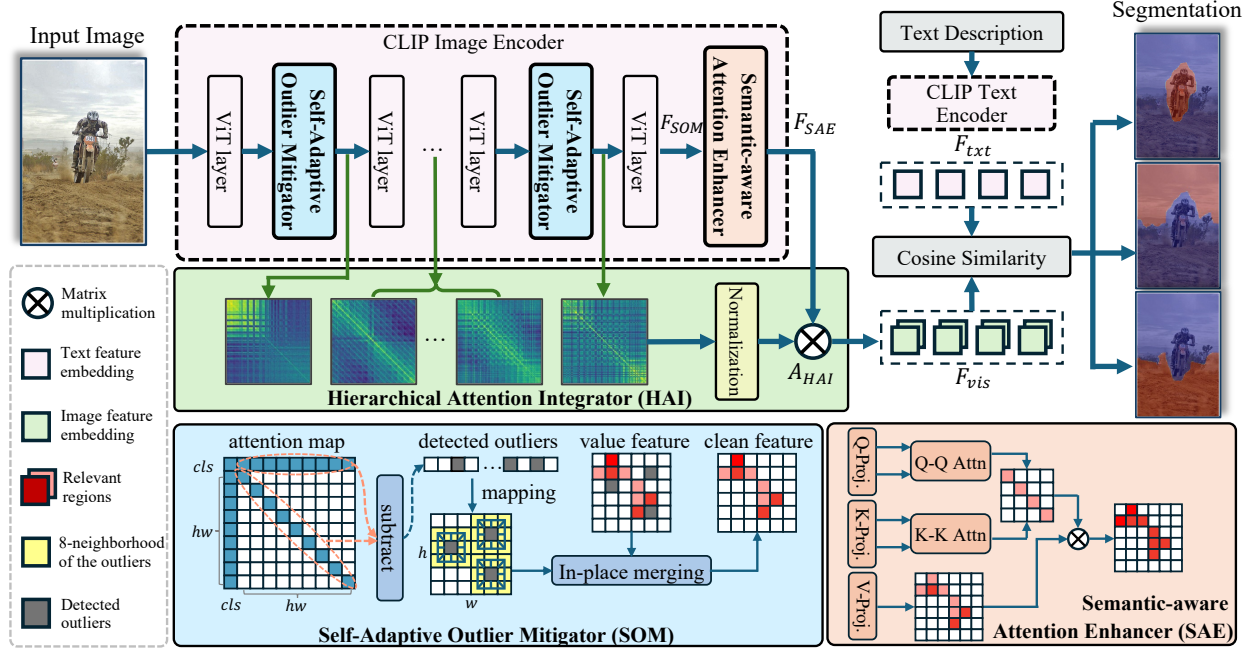 Input Image
CLIP Image Encoder
ViT layer
Self-Adaptive
Outlier Mitigator
ViT layer
...
ViT layer
Self-Adaptive
Outlier Mitigator
ViT layer
F_SOM
Semantic-aware
Attention Enhancer
F_SAE
Text Description
CLIP Text
Encoder
F_txt
Cosine Similarity
F_vis
Segmentation
...
Normalization
A_HAI
Hierarchical Attention Integrator (HAI)
Matrix
multiplication
Text feature
embedding
Image feature
embedding
Relevant
regions
8-neighborhood
of the outliers
Detected
outliers
attention map
cls
hw
cls
hw
subtract
detected outliers
...
mapping
h
w
value feature
clean feature
In-place merging
Self-Adaptive Outlier Mitigator (SOM)
Q-Proj.
Q-Q Attn
K-Proj.
K-K Attn
V-Proj.
Semantic-aware
Attention Enhancer (SAE)